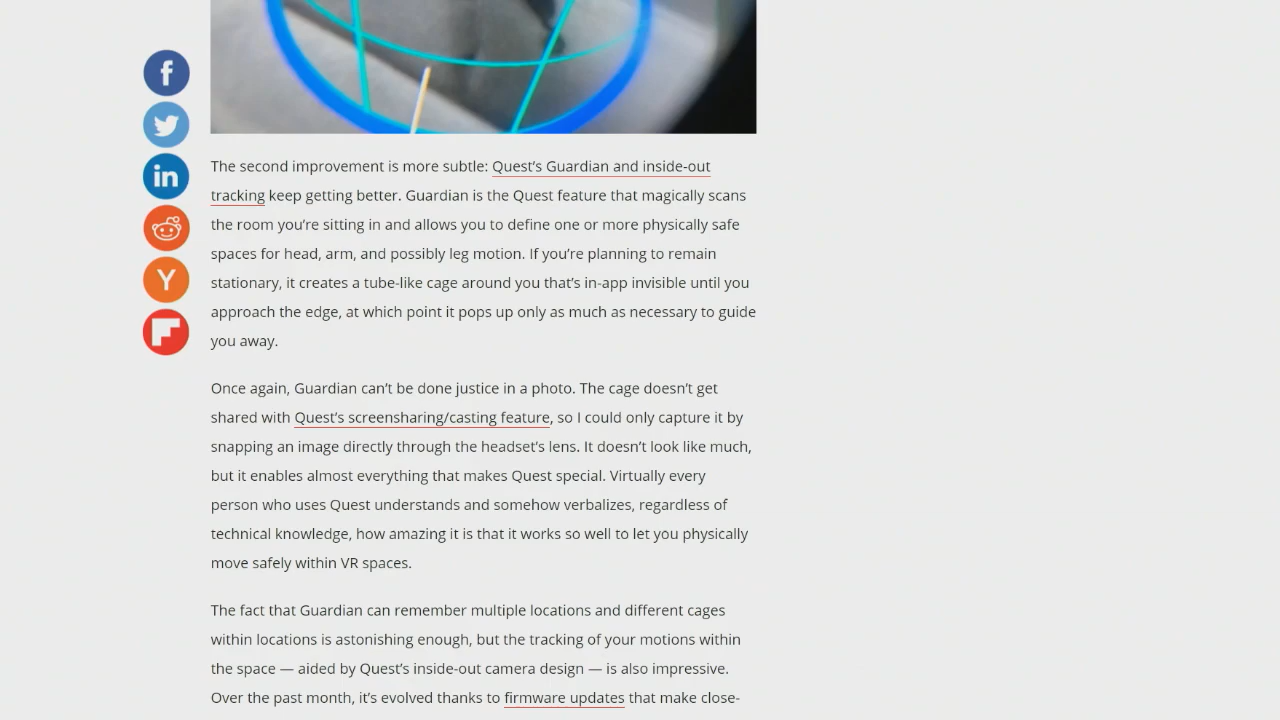 The second improvement is more subtle: Quest's Guardian and inside-out
tracking keep getting better. Guardian is the Quest feature that magically scans
the room you're sitting in and allows you to define one or more physically safe
spaces for head, arm, and possibly leg motion. If you're planning to remain
stationary, it creates a tube-like cage around you that's in-app invisible until you
approach the edge, at which point it pops up only as much as necessary to guide
you away.
Once again, Guardian can't be done justice in a photo. The cage doesn't get
shared with Quest's screensharing/casting feature, so I could only capture it by
snapping an image directly through the headset's lens. It doesn't look like much,
but it enables almost everything that makes Quest special. Virtually every
person who uses Quest understands and somehow verbalizes, regardless of
technical knowledge, how amazing it is that it works so well to let you physically
move safely within VR spaces.
The fact that Guardian can remember multiple locations and different cages
within locations is astonishing enough, but the tracking of your motions within
the space — aided by Quest's inside-out camera design — is also impressive.
Over the past month, it's evolved thanks to firmware updates that make close-